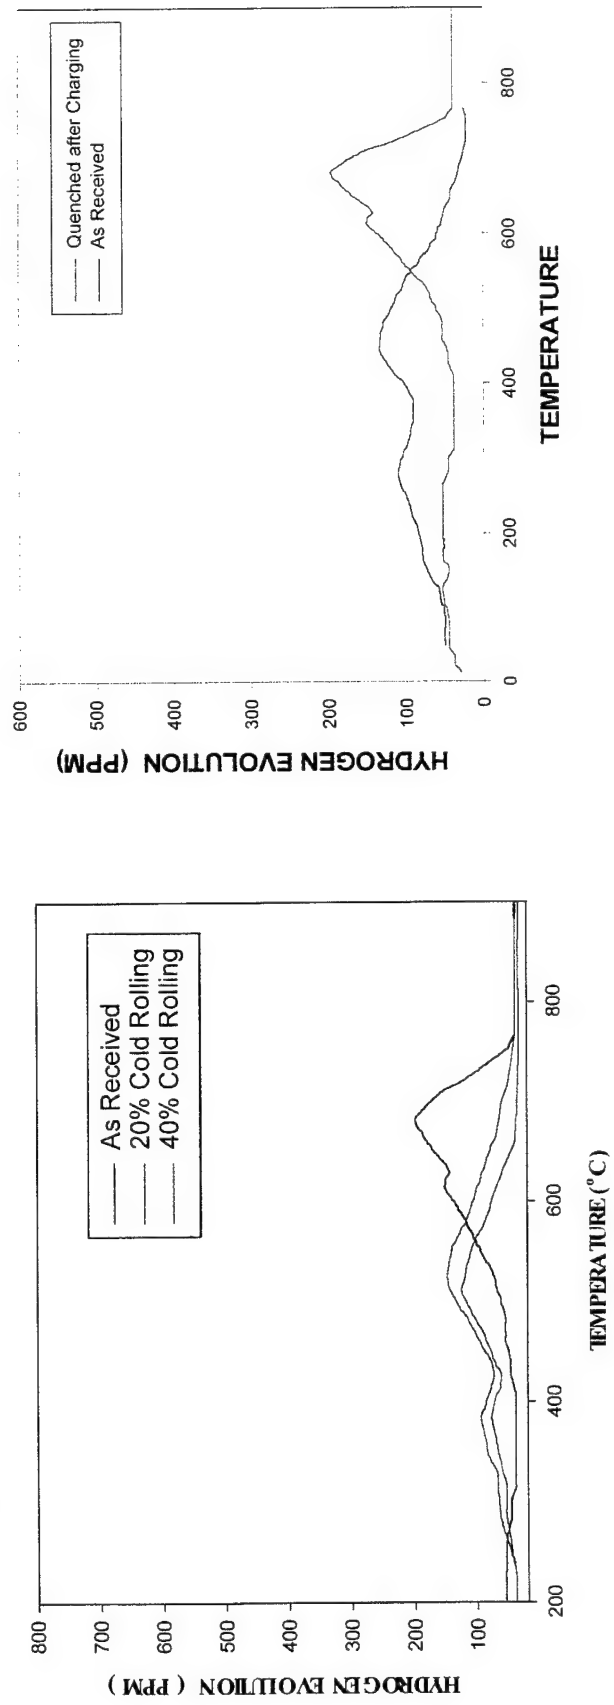 800
700
600
500
400
300
200
100
HYDROGEN EVOLUTION ( PPM )
As Received
20% Cold Rolling
40% Cold Rolling
200
400
600
800
TEMPERATURE (°C)
600
500
400
300
200
100
0
HYDROGEN EVOLUTION (PPM)
Quenched after Charging
As Received
0
200
400
600
800
TEMPERATURE